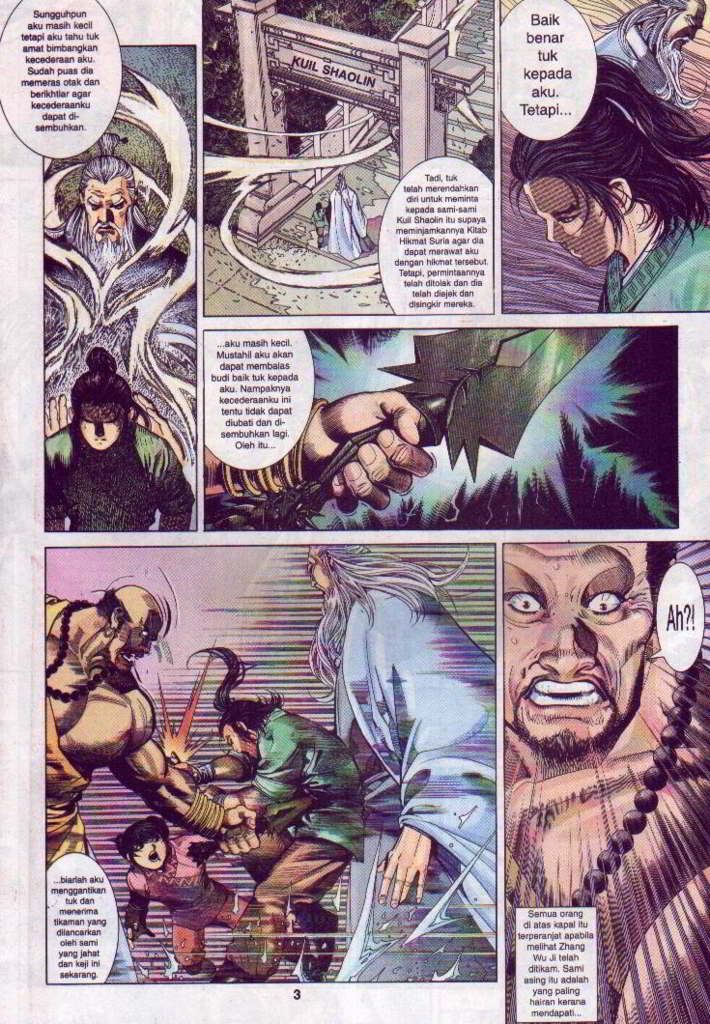 Sungguhpun
aku masih kecil
tetapi aku tahu tuk
amat bimbangkan
kecederaan aku.
Sudah puas dia
memeras otak dan
berikhtiar agar
kecederaanku
dapat di-
sembuhkan.
KUIL SHAOLIN
Tadi, tuk
telah merendahkan
diri untuk meminta
kepada sami-sami
Kuil Shaolin itu supaya
meminjamkannya Kitab
Hikmat Suria agar dia
dapat merawat aku
dengan hikmat tersebut.
Tetapi, permintaannya
telah ditolak dan dia
telah diejek dan
disingkir mereka.
Baik
benar
tuk
kepada
aku.
Tetapi...
...aku masih kecil.
Mustahil aku akan
dapat membalas
budi baik tuk kepada
aku. Nampaknya
kecederaanku ini
tentu tidak dapat
diubati dan di-
sembuhkan lagi.
Oleh itu...
...biarlah aku
menggantikan
tuk dan
menerima
tikaman yang
dilancarkan
oleh sami
yang jahat
dan keji ini
sekarang.
Ah?!
Semua orang
di atas kapal itu
terperanjat apabila
melihat Zhang
Wu Ji telah
ditikam. Sami
asing itu adalah
yang paling
hairan kerana
mendapati...
3